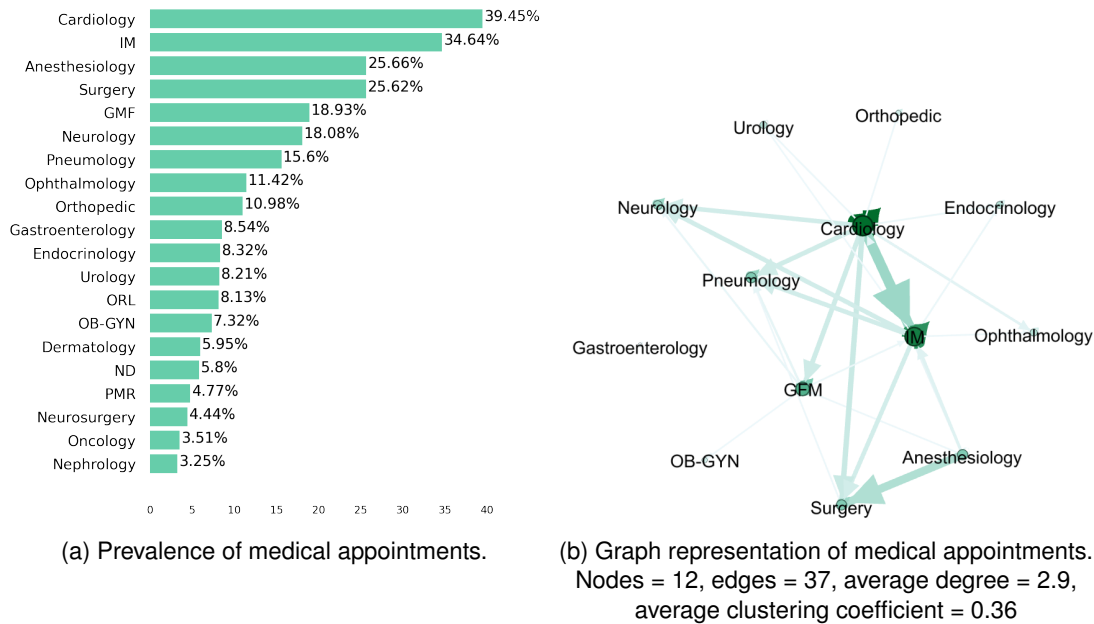 Cardiology 39.45%
IM 34.64%
Anesthesiology 25.66%
Surgery 25.62%
GMF 18.93%
Neurology 18.08%
Pneumology 15.6%
Ophthalmology 11.42%
Orthopedic 10.98%
Gastroenterology 8.54%
Endocrinology 8.32%
Urology 8.21%
ORL 8.13%
OB-GYN 7.32%
Dermatology 5.95%
ND 5.8%
PMR 4.77%
Neurosurgery 4.44%
Oncology 3.51%
Nephrology 3.25%
0 5 10 15 20 25 30 35 40
(a) Prevalence of medical appointments.
Orthopedic
Urology
Neurology
Endocrinology
Cardiology
Pneumology
Ophthalmology
IM
Gastroenterology
GFM
Anesthesiology
OB-GYN
Surgery
(b) Graph representation of medical appointments.
Nodes = 12, edges = 37, average degree = 2.9,
average clustering coefficient = 0.36